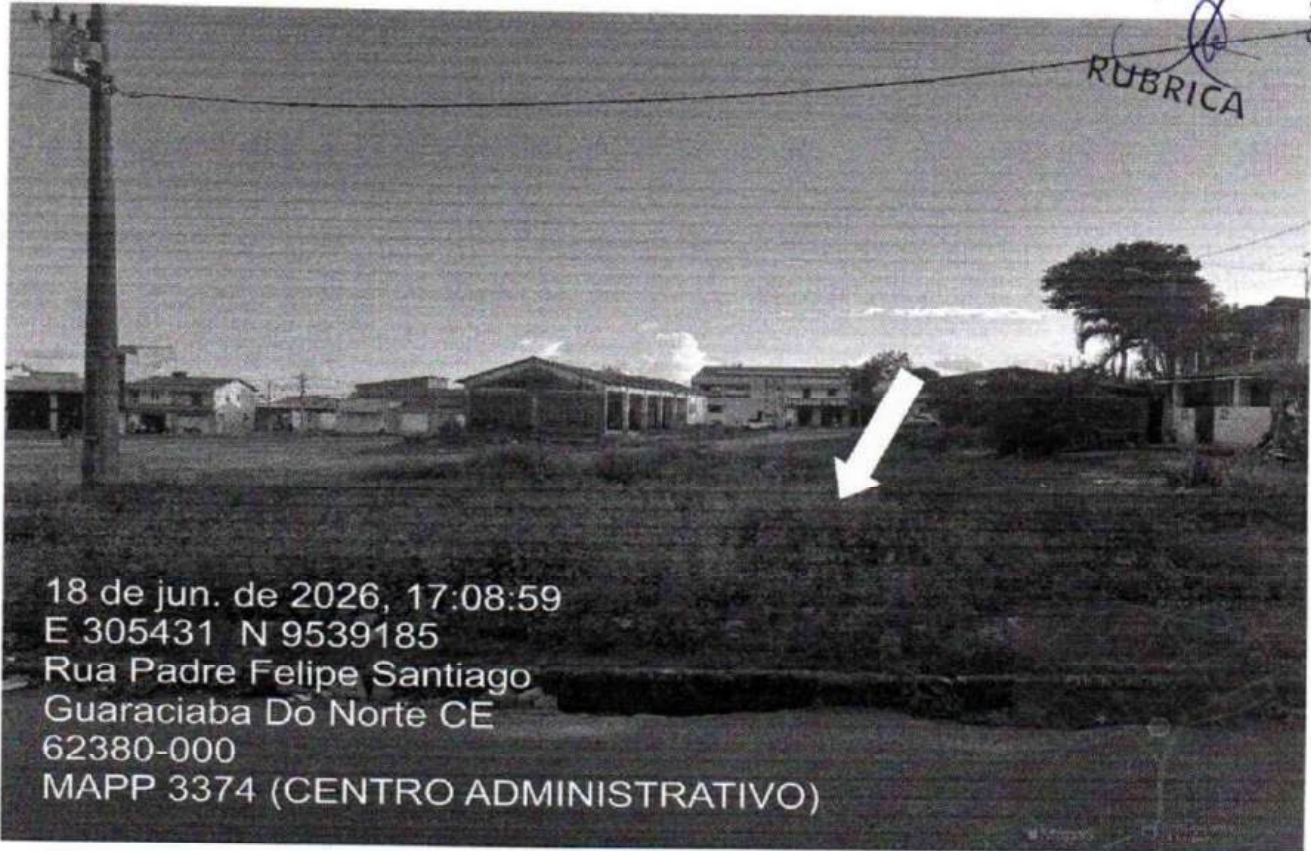 RUBRICA
18 de jun. de 2026, 17:08:59
E 305431 N 9539185
Rua Padre Felipe Santiago
Guaraciaba Do Norte CE
62380-000
MAPP 3374 (CENTRO ADMINISTRATIVO)